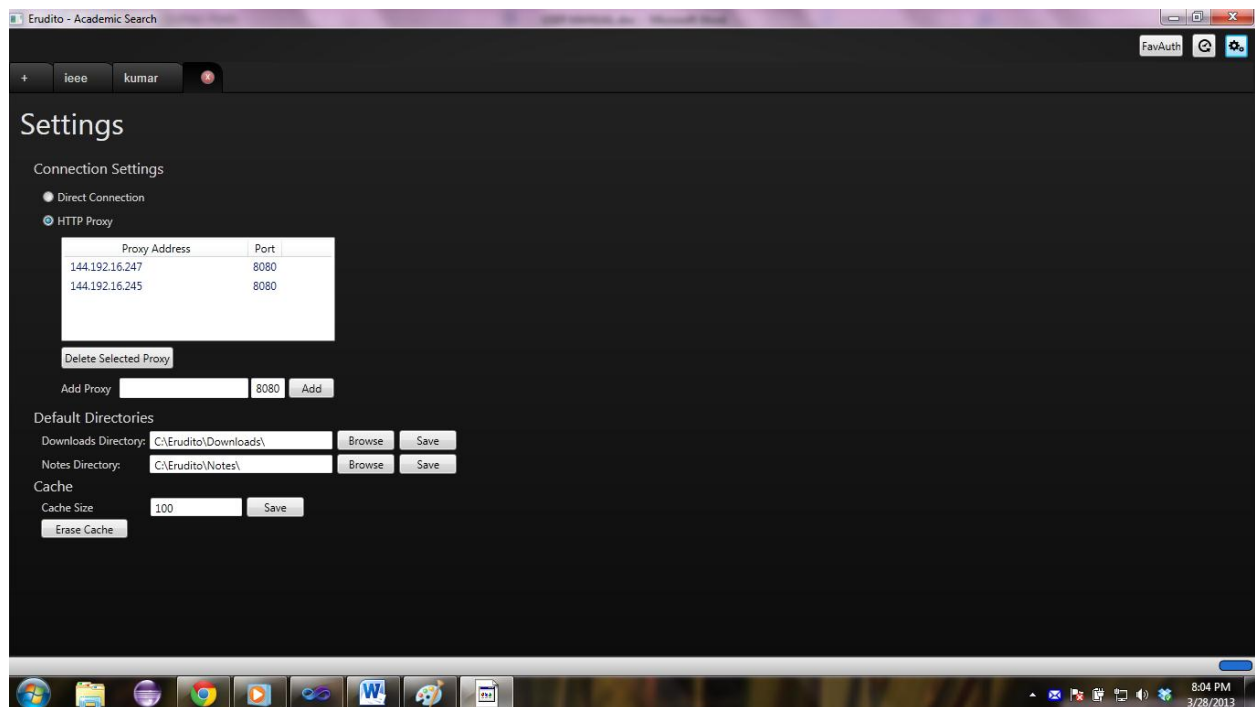 Erudito - Academic Search
FavAuth
+ ieee kumar
Settings
Connection Settings
Direct Connection
HTTP Proxy
Proxy Address Port
144.192.16.247 8080
144.192.16.245 8080
Delete Selected Proxy
Add Proxy 8080 Add
Default Directories
Downloads Directory: C:\Erudito\Downloads\ Browse Save
Notes Directory: C:\Erudito\Notes\ Browse Save
Cache
Cache Size 100 Save
Erase Cache
8:04 PM
3/28/2013